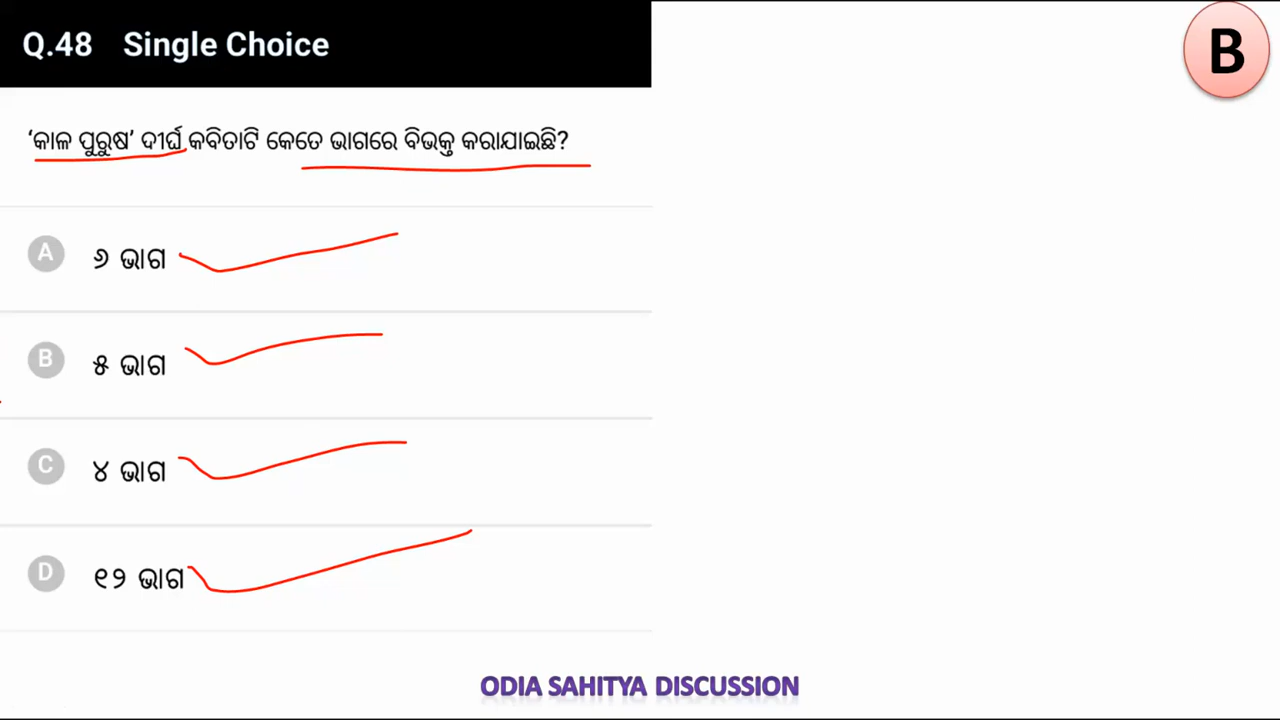 Q.48 Single Choice
B
‘କାଳ ପୁରୁଷ’ ଦୀର୍ଘ କବିତାଟି କେତେ ଭାଗରେ ବିଭକ୍ତ କରାଯାଇଛି?
A ୬ ଭାଗ
B ୫ ଭାଗ
C ୪ ଭାଗ
D ୧୨ ଭାଗ
ODIA SAHITYA DISCUSSION